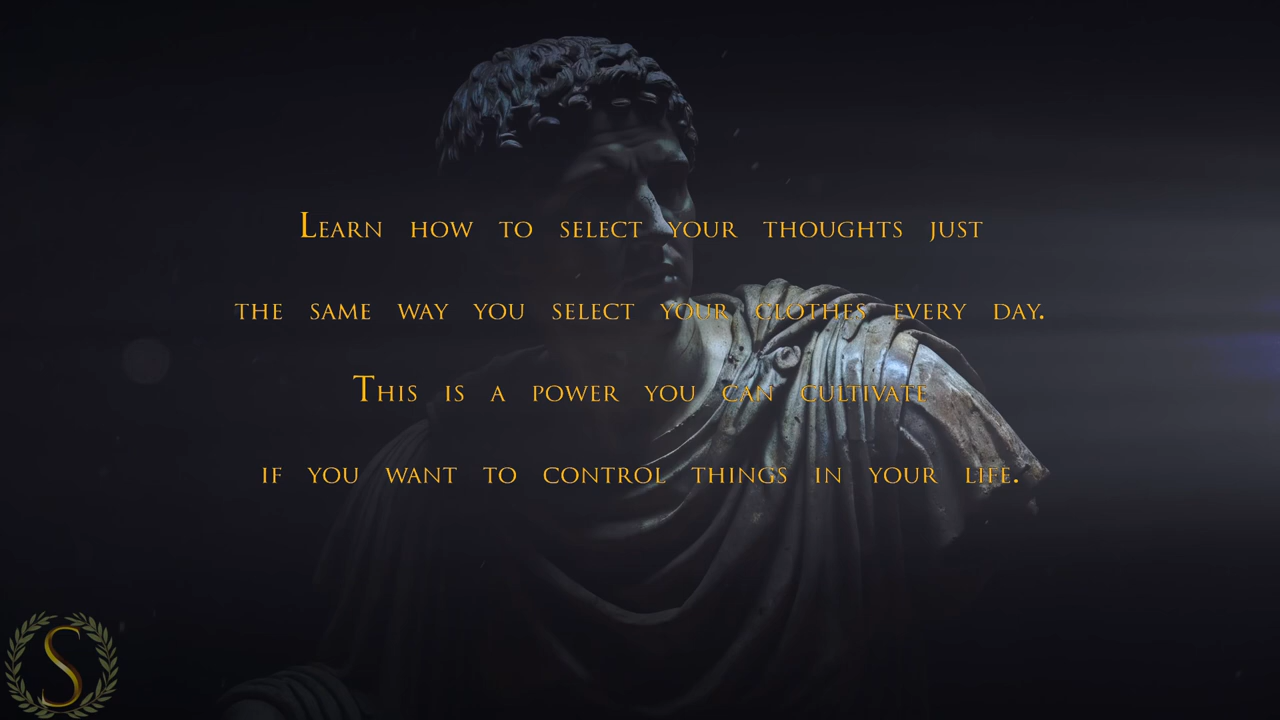 Learn how to select your thoughts just
the same way you select your clothes every day.
This is a power you can cultivate
if you want to control things in your life.
S